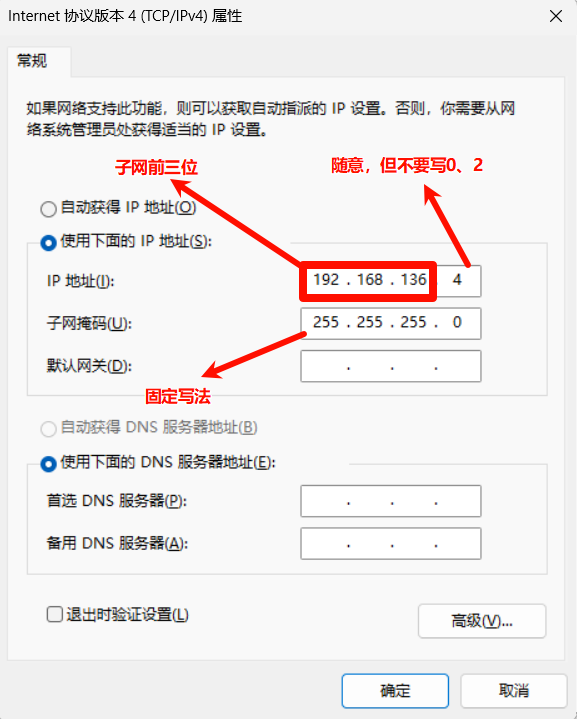 Internet 协议版本 4 (TCP/IPv4) 属性
常规
如果网络支持此功能，则可以获取自动指派的 IP 设置。否则，你需要从网
络系统管理员处获得适当的 IP 设置。
子网前三位
随意，但不要写0、2
自动获得 IP 地址(O)
使用下面的 IP 地址(S):
IP 地址(I):
192 . 168 . 136 4
子网掩码(U):
255 . 255 . 255 . 0
默认网关(D):
. . .
固定写法
自动获得 DNS 服务器地址(B)
使用下面的 DNS 服务器地址(E):
首选 DNS 服务器(P):
. . .
备用 DNS 服务器(A):
. . .
退出时验证设置(L)
高级(V)...
确定
取消